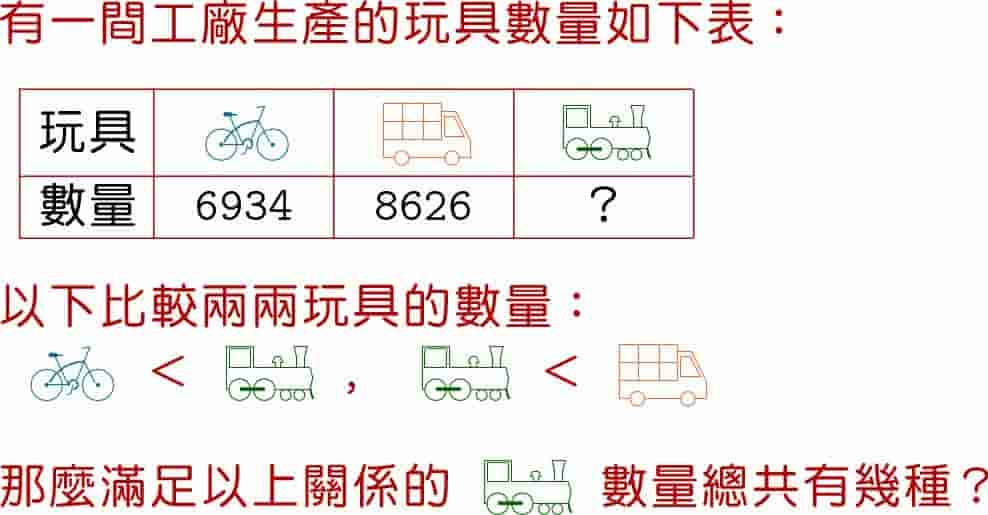 有一間工廠生產的玩具數量如下表：
玩具
數量 6934 8626 ？
以下比較兩兩玩具的數量：
< , <
那麼滿足以上關係的 數量總共有幾種？